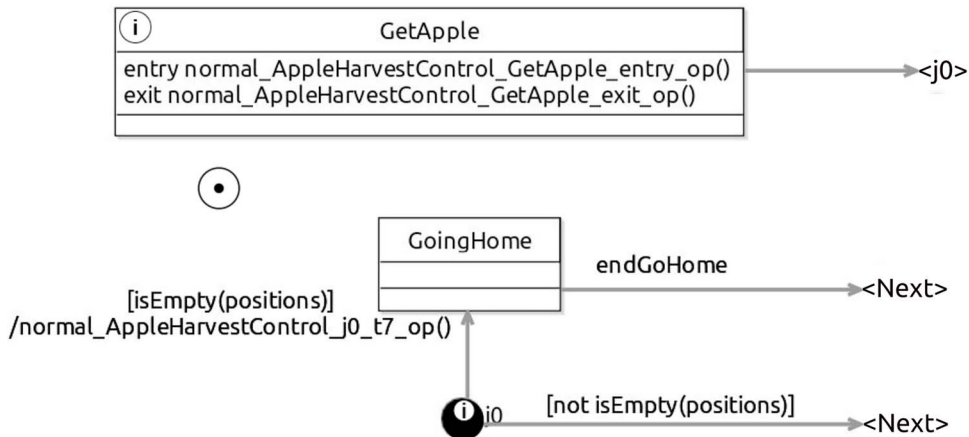 i
GetApple
entry normal_AppleHarvestControl_GetApple_entry_op()
exit normal_AppleHarvestControl_GetApple_exit_op()
<j0>
GoingHome
endGoHome
<Next>
[isEmpty(positions)]
/normal_AppleHarvestControl_j0_t7_op()
i
j0
[not isEmpty(positions)]
<Next>